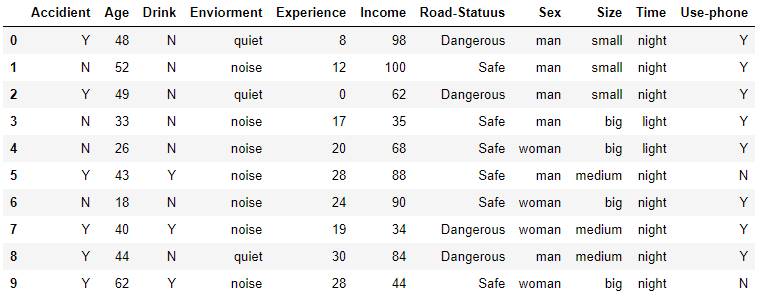 Accidient Age Drink Enviorment Experience Income Road-Statuus Sex Size Time Use-phone
0 Y 48 N quiet 8 98 Dangerous man small night Y
1 N 52 N noise 12 100 Safe man small night Y
2 Y 49 N quiet 0 62 Dangerous man small night Y
3 N 33 N noise 17 35 Safe man big light Y
4 N 26 N noise 20 68 Safe woman big light Y
5 Y 43 Y noise 28 88 Safe man medium night N
6 N 18 N noise 24 90 Safe woman big night Y
7 Y 40 Y noise 19 34 Dangerous woman medium night Y
8 Y 44 N quiet 30 84 Dangerous man medium night Y
9 Y 62 Y noise 28 44 Safe woman big night N